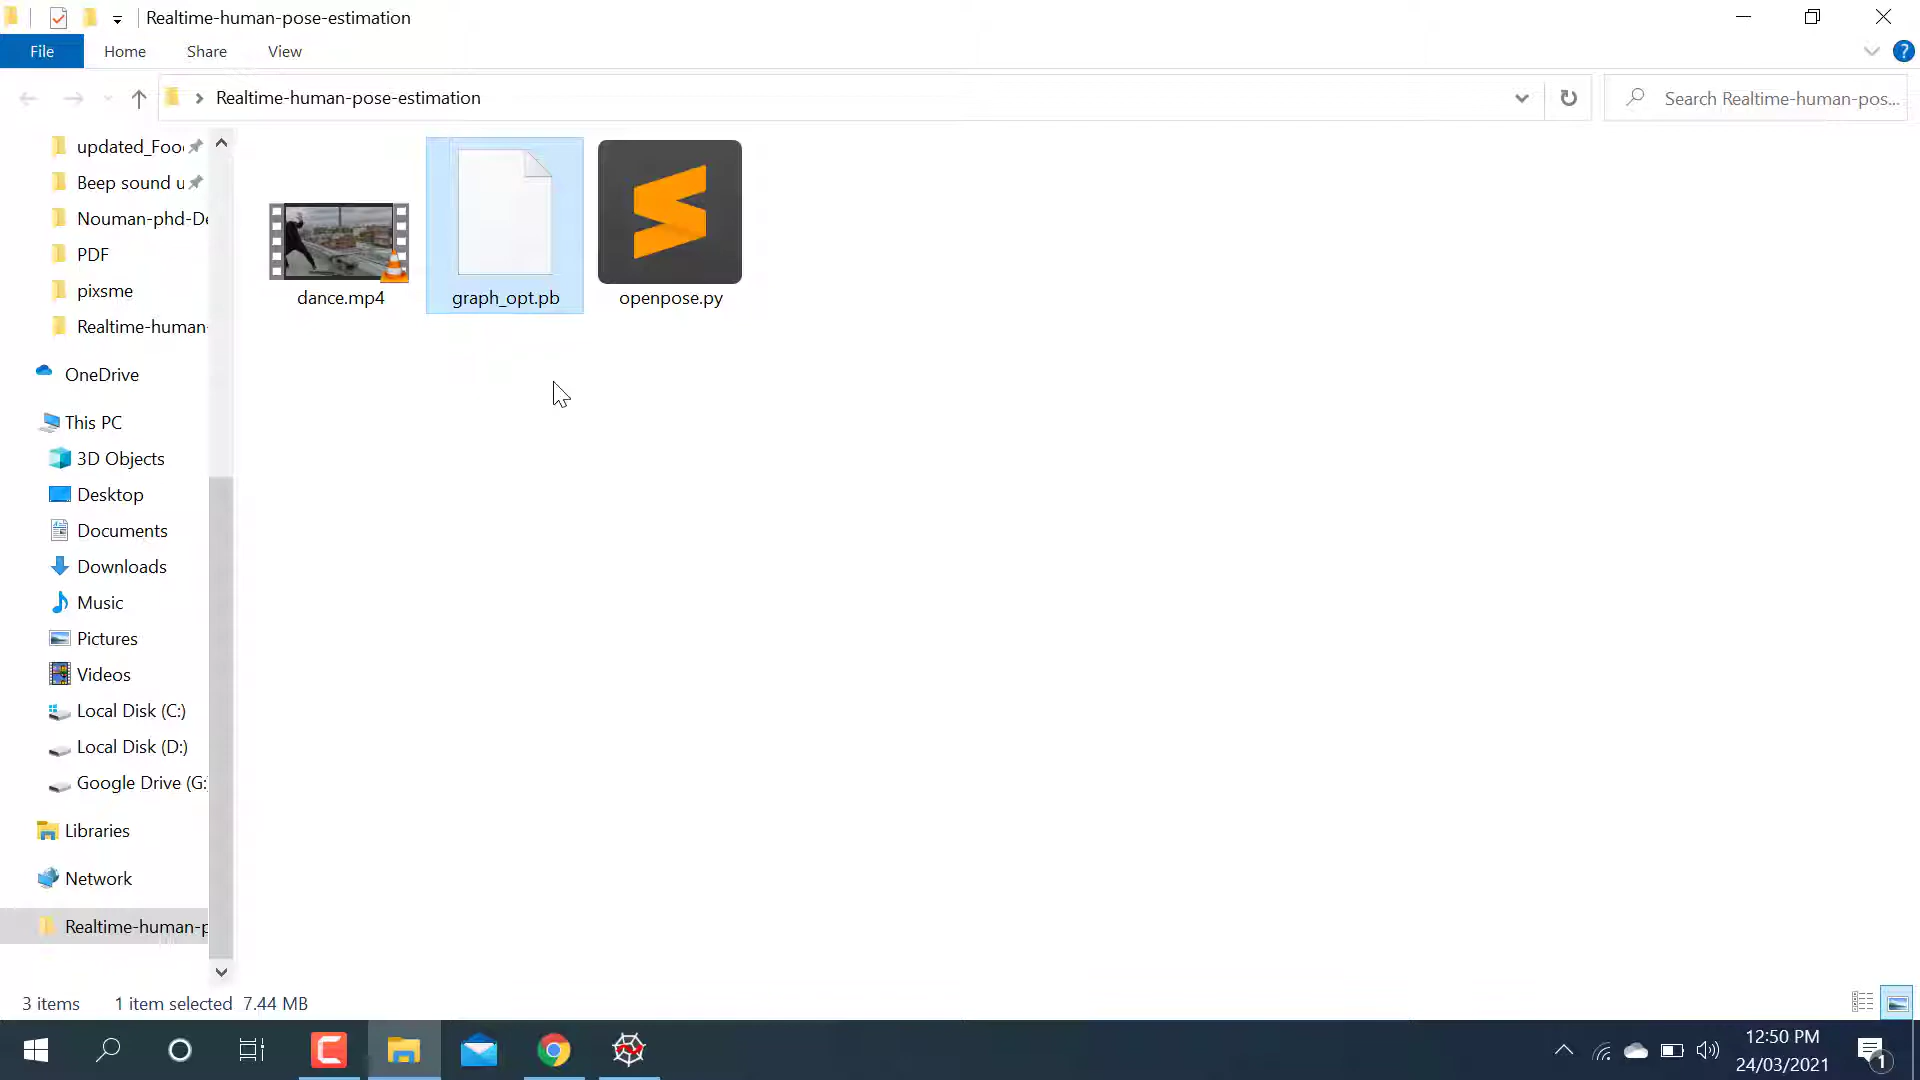 Realtime-human-pose-estimation
File Home Share View
Realtime-human-pose-estimation
Search Realtime-human-pos...
updated_Foo
Beep sound u
Nouman-phd-De
PDF
pixsme
Realtime-human-
OneDrive
This PC
3D Objects
Desktop
Documents
Downloads
Music
Pictures
Videos
Local Disk (C:)
Local Disk (D:)
Google Drive (G:
Libraries
Network
Realtime-human-p
dance.mp4
graph_opt.pb
openpose.py
3 items 1 item selected 7.44 MB
12:50 PM
24/03/2021
1